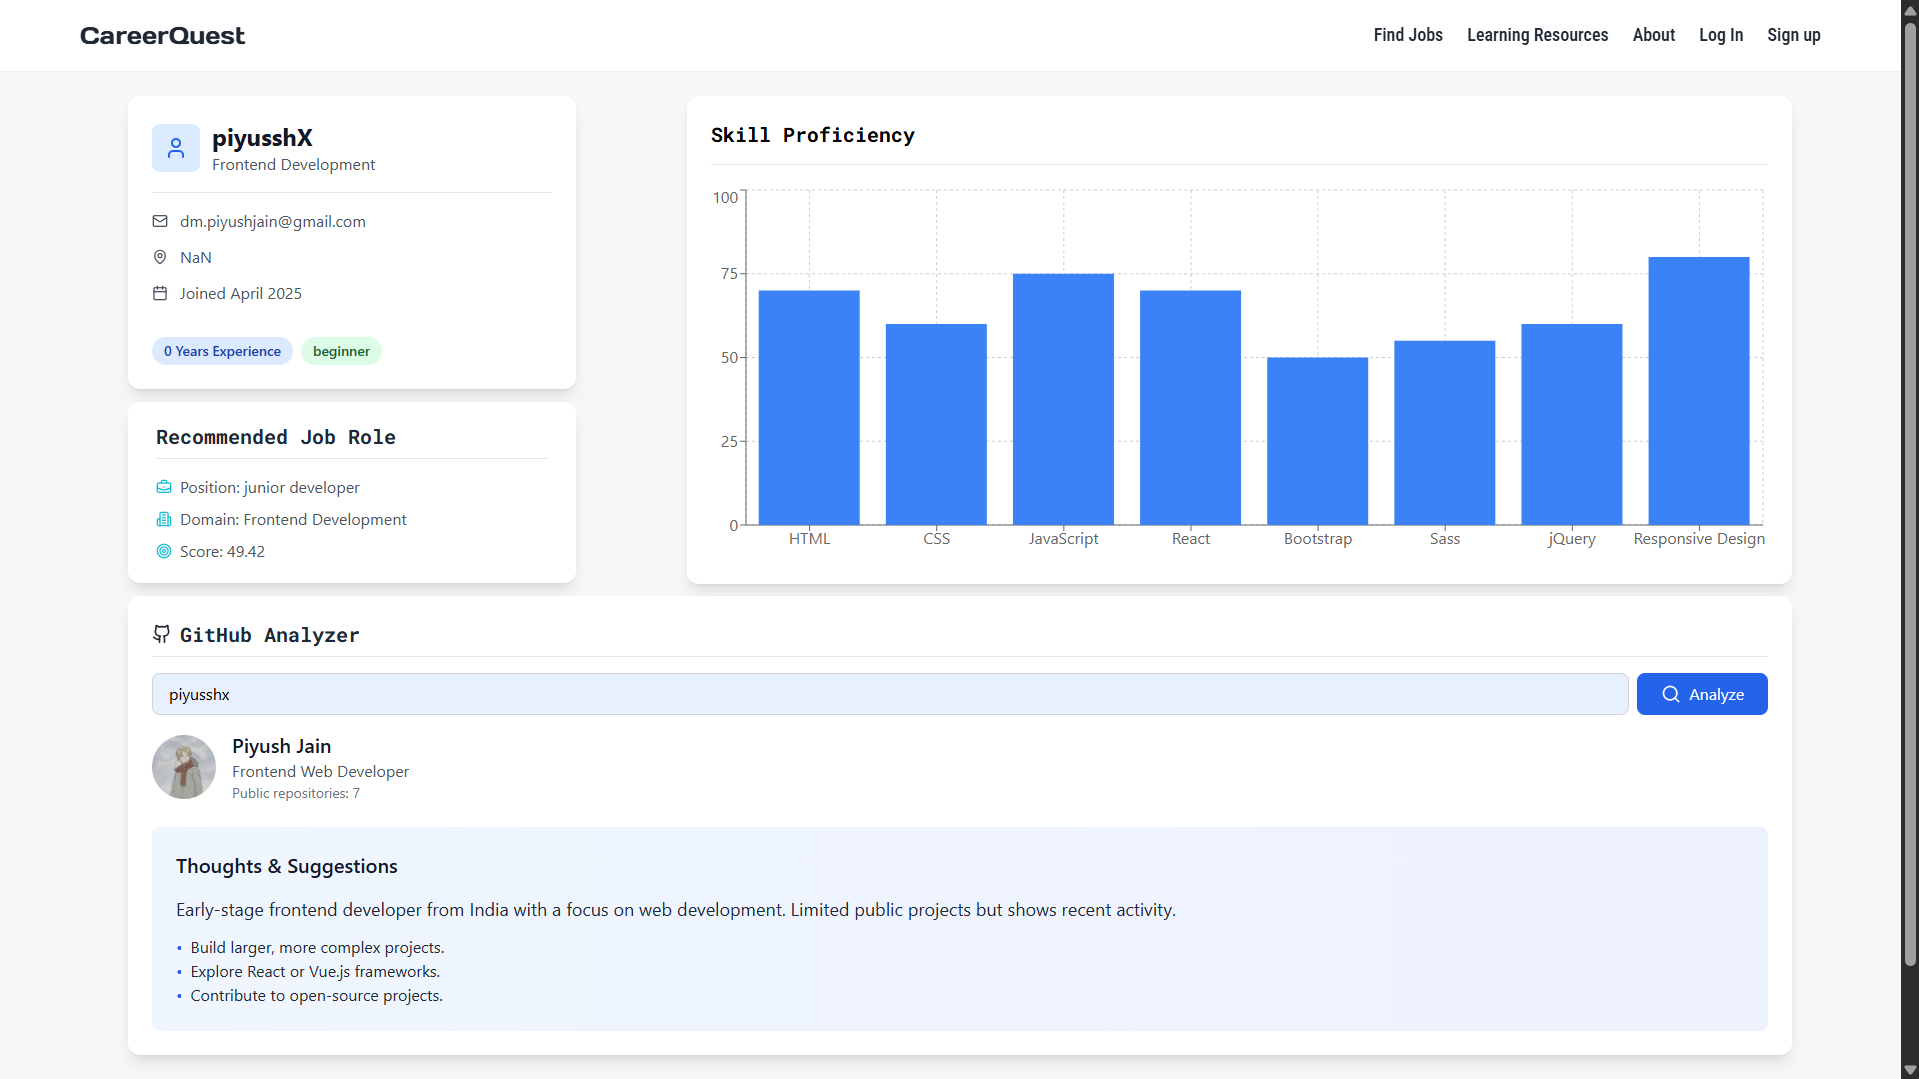 CareerQuest
Find Jobs Learning Resources About Log In Sign up
piyusshX
Frontend Development
dm.piyushjain@gmail.com
NaN
Joined April 2025
0 Years Experience beginner
Recommended Job Role
Position: junior developer
Domain: Frontend Development
Score: 49.42
Skill Proficiency
100
75
50
25
0
HTML CSS JavaScript React Bootstrap Sass jQuery Responsive Design
GitHub Analyzer
piyusshx
Analyze
Piyush Jain
Frontend Web Developer
Public repositories: 7
Thoughts & Suggestions
Early-stage frontend developer from India with a focus on web development. Limited public projects but shows recent activity.
• Build larger, more complex projects.
• Explore React or Vue.js frameworks.
• Contribute to open-source projects.